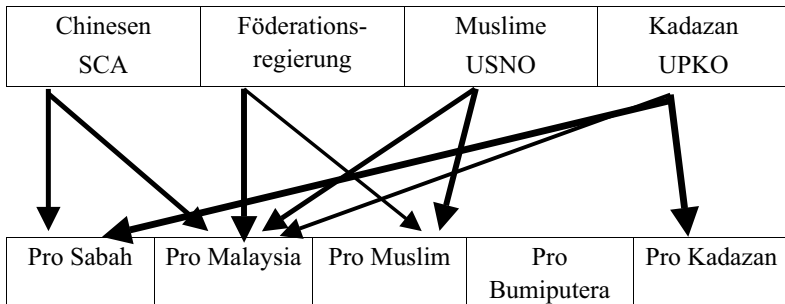 Chinesen
SCA
Föderations-
regierung
Muslime
USNO
Kadazan
UPKO
Pro Sabah
Pro Malaysia
Pro Muslim
Pro
Bumiputera
Pro Kadazan